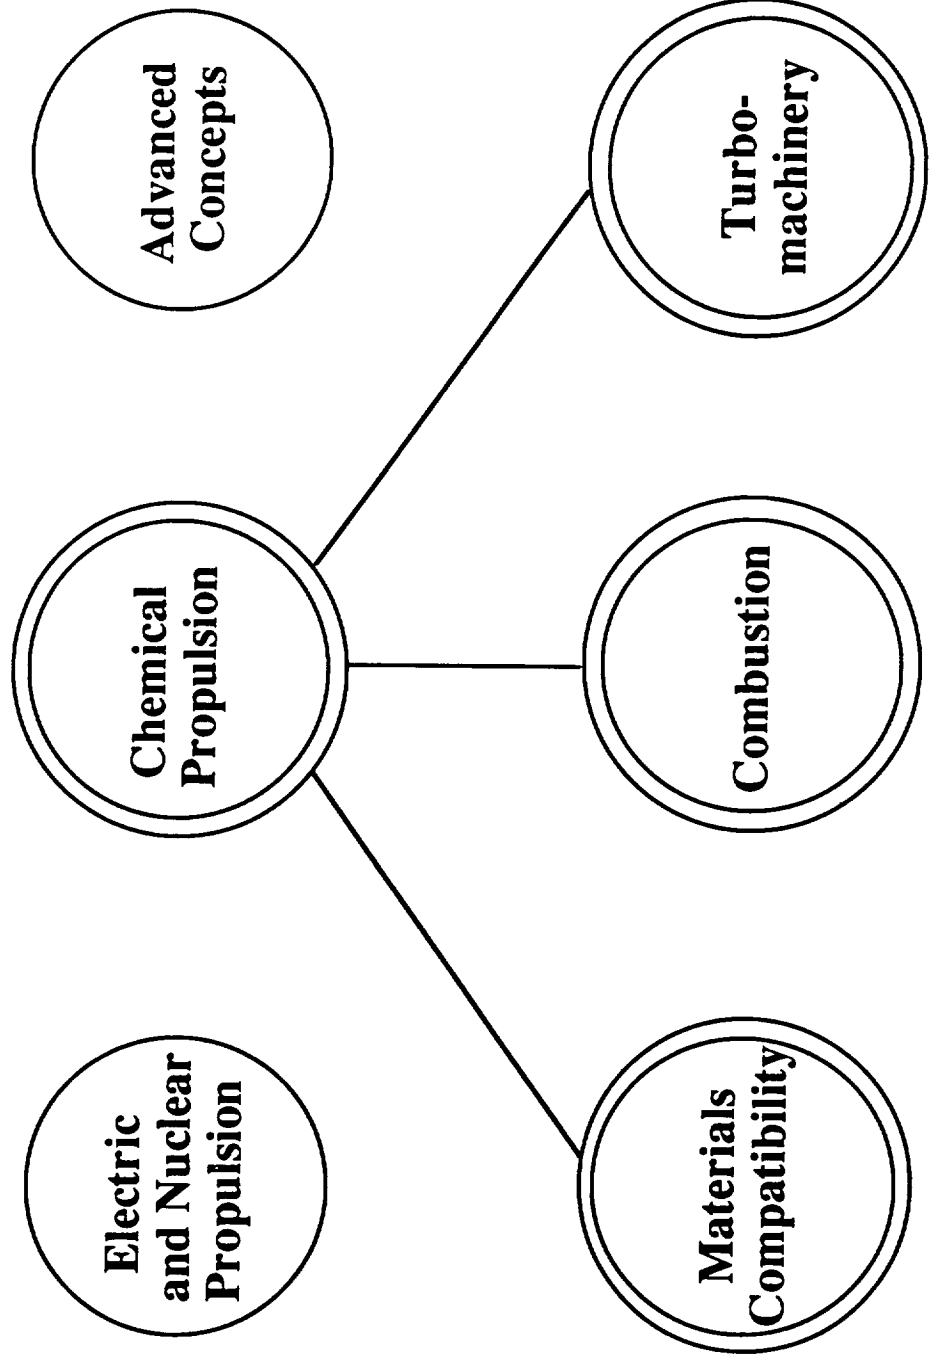 Electric
and Nuclear
Propulsion
Chemical
Propulsion
Advanced
Concepts
Materials
Compatibility
Combustion
Turbo-
machinery